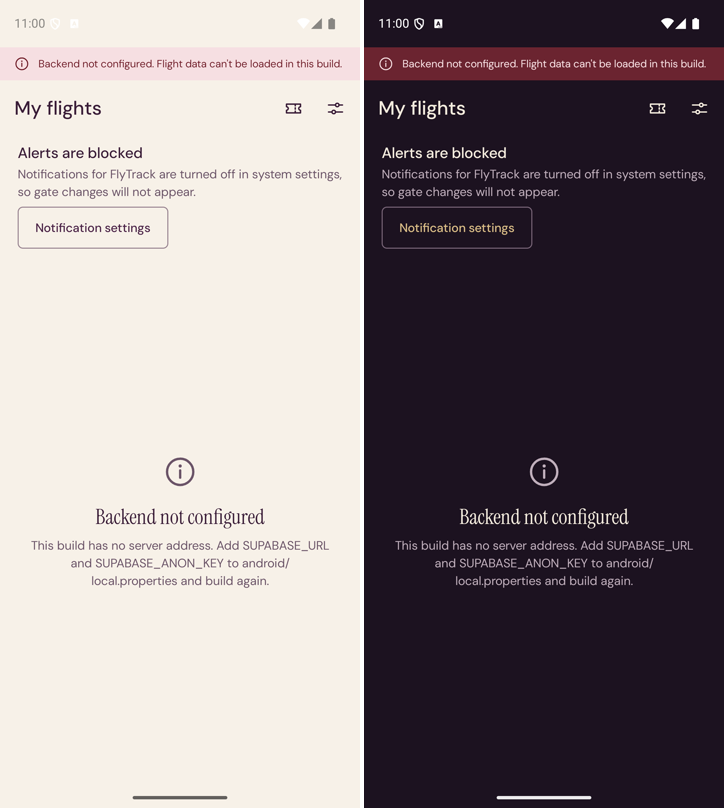 11:00
Backend not configured. Flight data can't be loaded in this build.
My flights
Alerts are blocked
Notifications for FlyTrack are turned off in system settings,
so gate changes will not appear.
Notification settings
Backend not configured
This build has no server address. Add SUPABASE_URL
and SUPABASE_ANON_KEY to android/
local.properties and build again.
11:00
Backend not configured. Flight data can't be loaded in this build.
My flights
Alerts are blocked
Notifications for FlyTrack are turned off in system settings,
so gate changes will not appear.
Notification settings
Backend not configured
This build has no server address. Add SUPABASE_URL
and SUPABASE_ANON_KEY to android/
local.properties and build again.